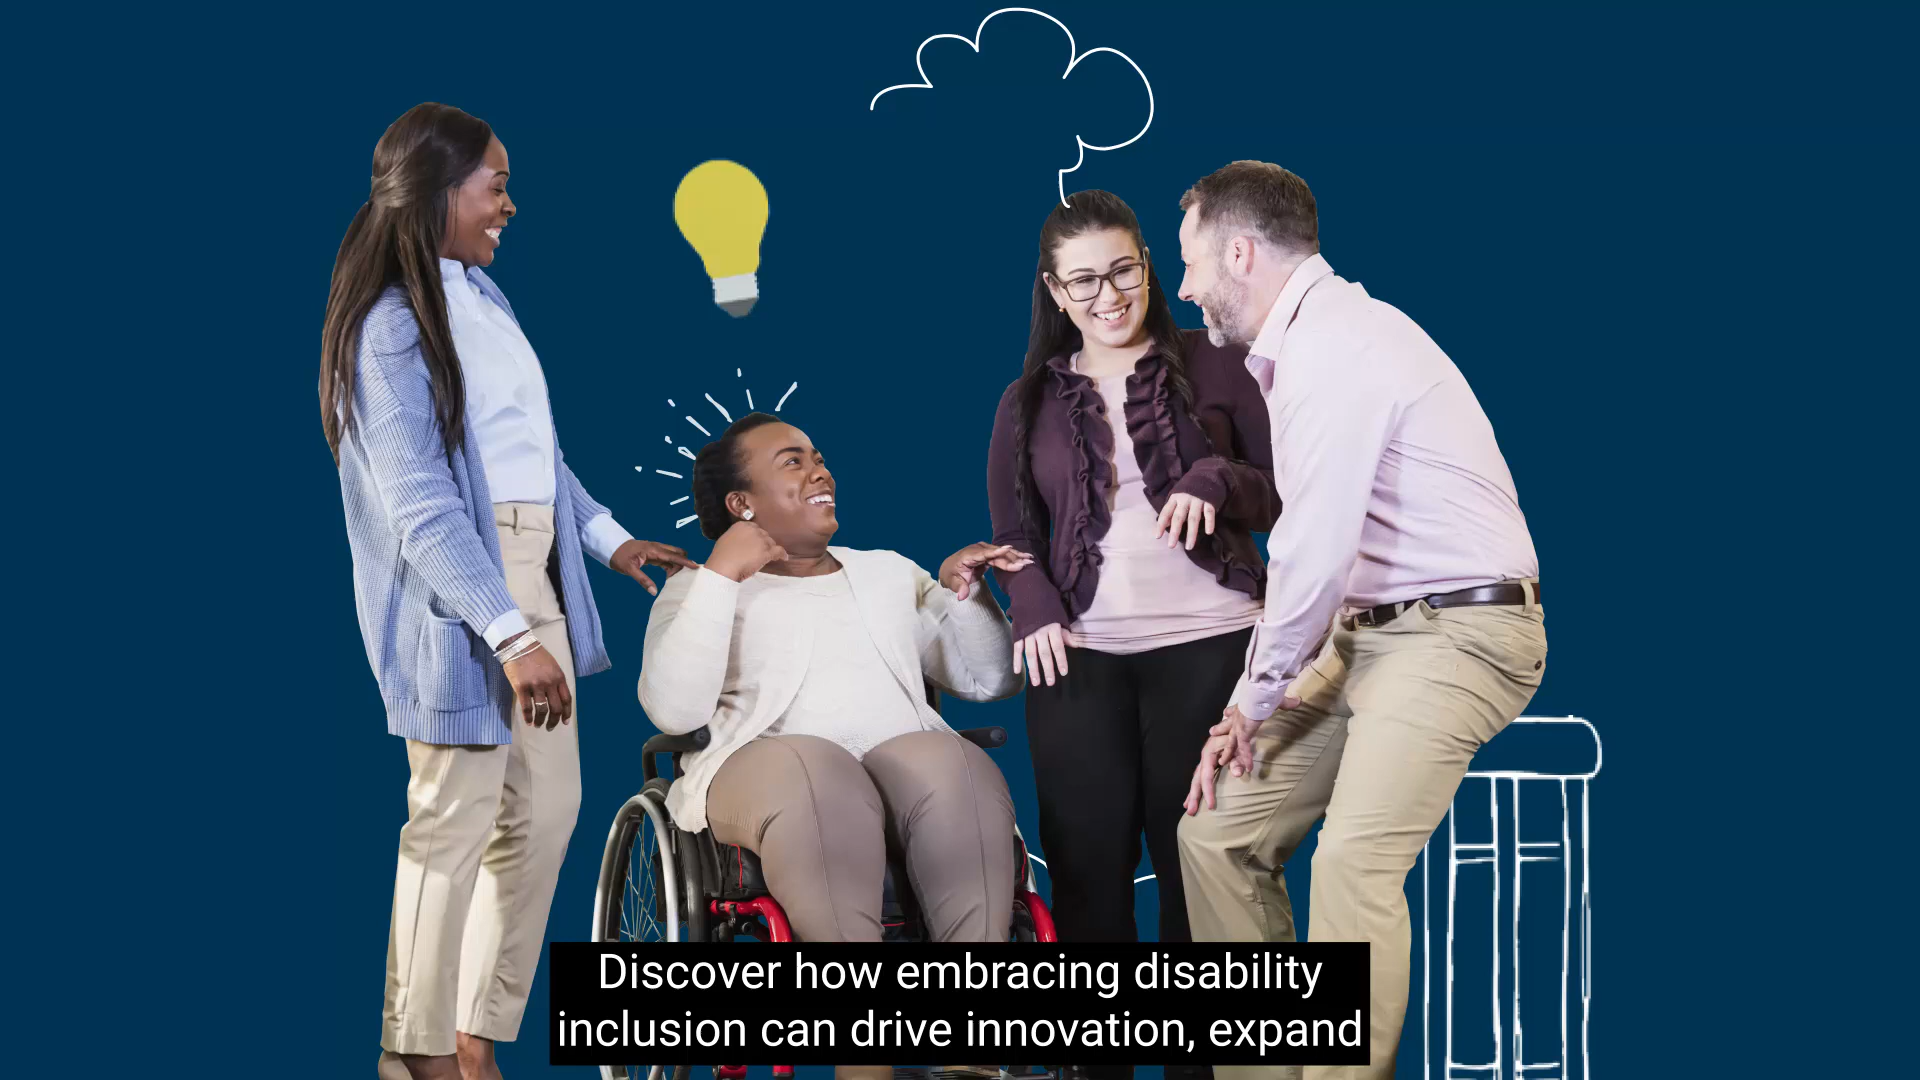 Discover how embracing disability
inclusion can drive innovation, expand